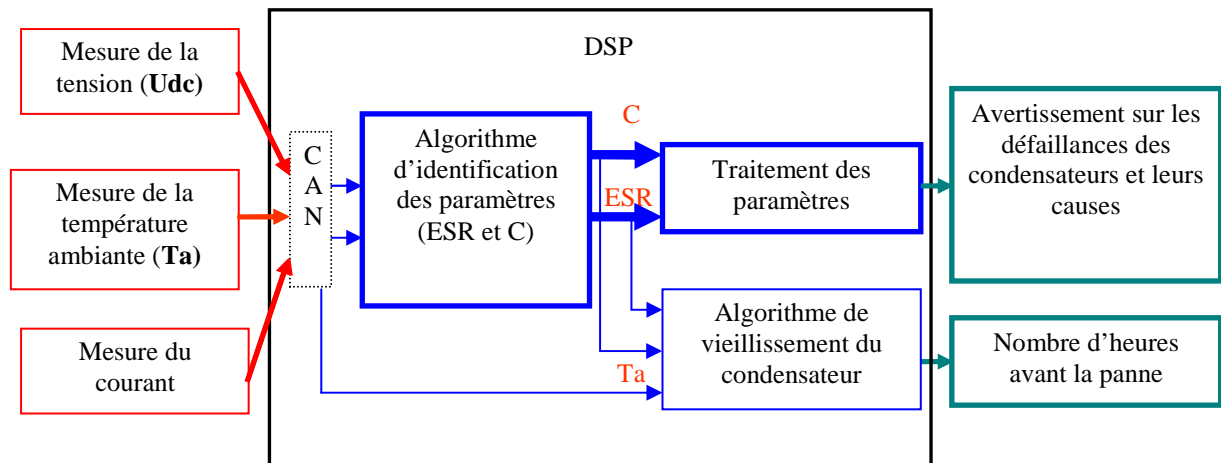 DSP
Mesure de la
tension (Udc)
Mesure de la
température
ambiante (Ta)
Mesure du
courant
C
A
N
Algorithme
d’identification
des paramètres
(ESR et C)
C
ESR
Ta
Traitement des
paramètres
Algorithme de
vieillissement du
condensateur
Avertissement sur les
défaillances des
condensateurs et leurs
causes
Nombre d’heures
avant la panne